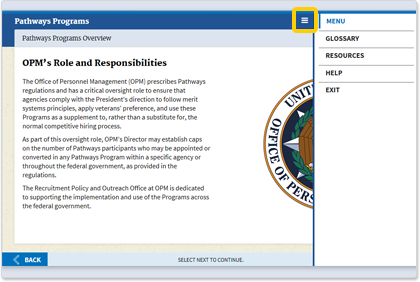 Pathways Programs
MENU
Pathways Programs Overview
GLOSSARY
RESOURCES
HELP
EXIT
OPM's Role and Responsibilities
The Office of Personnel Management (OPM) prescribes Pathways
regulations and has a critical oversight role to ensure that
agencies comply with the President's direction to follow merit
systems principles, apply veterans' preference, and use these
Programs as a supplement to, rather than a substitute for, the
normal competitive hiring process.
As part of this oversight role, OPM's Director may establish caps
on the number of Pathways participants who may be appointed or
converted in any Pathways Program within a specific agency or
throughout the federal government, as provided in the
regulations.
The Recruitment Policy and Outreach Office at OPM is dedicated
to supporting the implementation and use of the Programs across
the federal government.
UNIT
OFFICE OF PERS
BACK
SELECT NEXT TO CONTINUE.